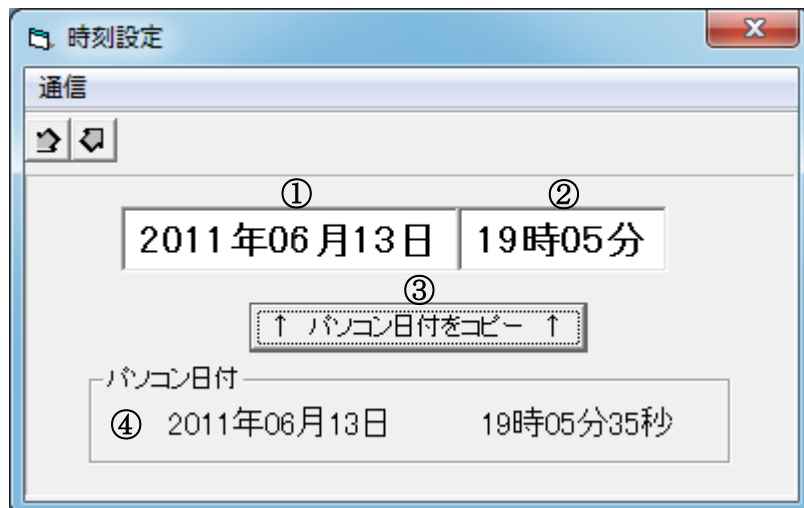 時刻設定
通信
① ②
2011年06月13日 19時05分
③
↑ パソコン日付をコピー ↑
パソコン日付
④ 2011年06月13日 19時05分35秒